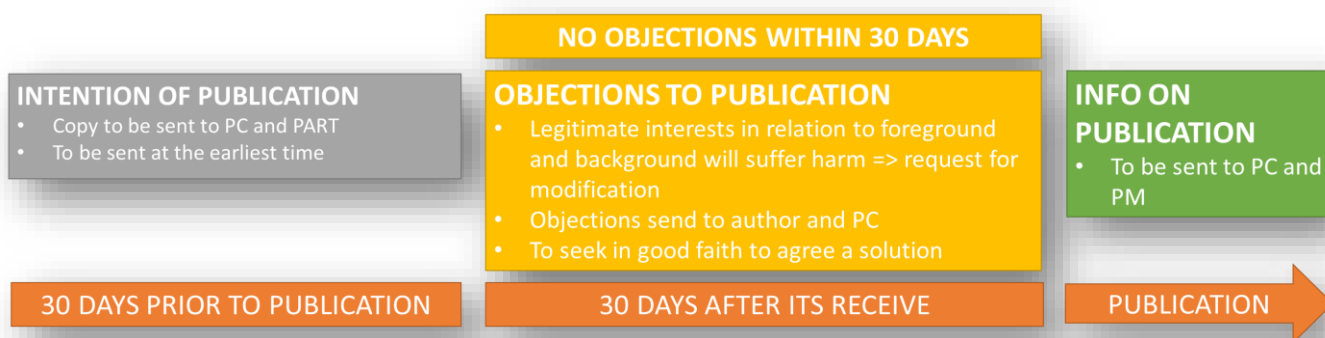 NO OBJECTIONS WITHIN 30 DAYS
INTENTION OF PUBLICATION
• Copy to be sent to PC and PART
• To be sent at the earliest time
OBJECTIONS TO PUBLICATION
• Legitimate interests in relation to foreground
and background will suffer harm => request for
modification
• Objections send to author and PC
• To seek in good faith to agree a solution
INFO ON
PUBLICATION
• To be sent to PC and
PM
30 DAYS PRIOR TO PUBLICATION
30 DAYS AFTER ITS RECEIVE
PUBLICATION